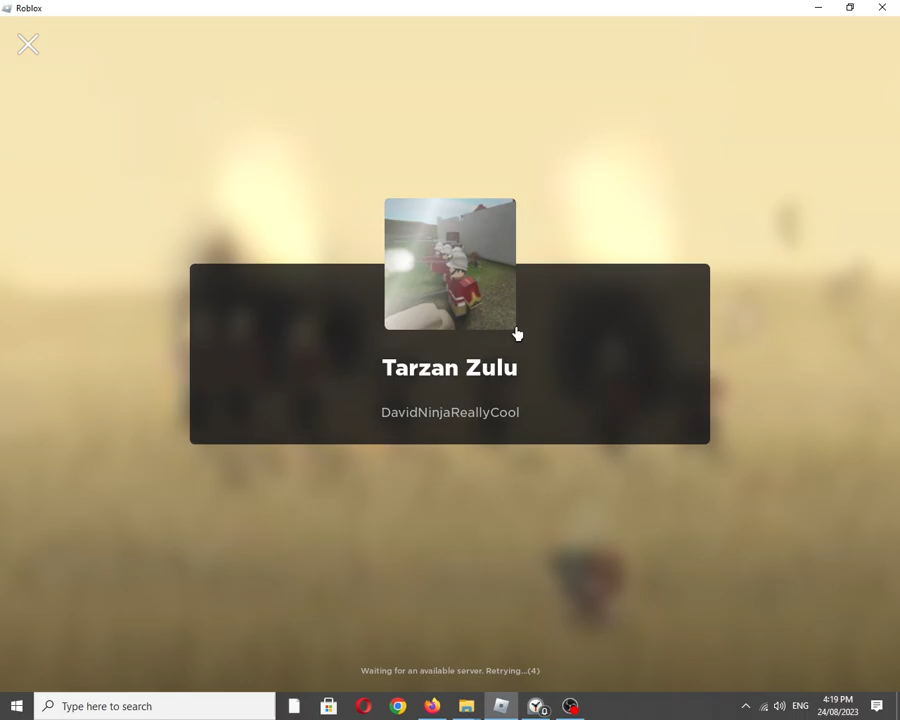 Roblox
Tarzan Zulu
DavidNinjaReallyCool
Waiting for an available server. Retrying...(4)
Type here to search
0
ENG
4:19 PM
24/08/2023